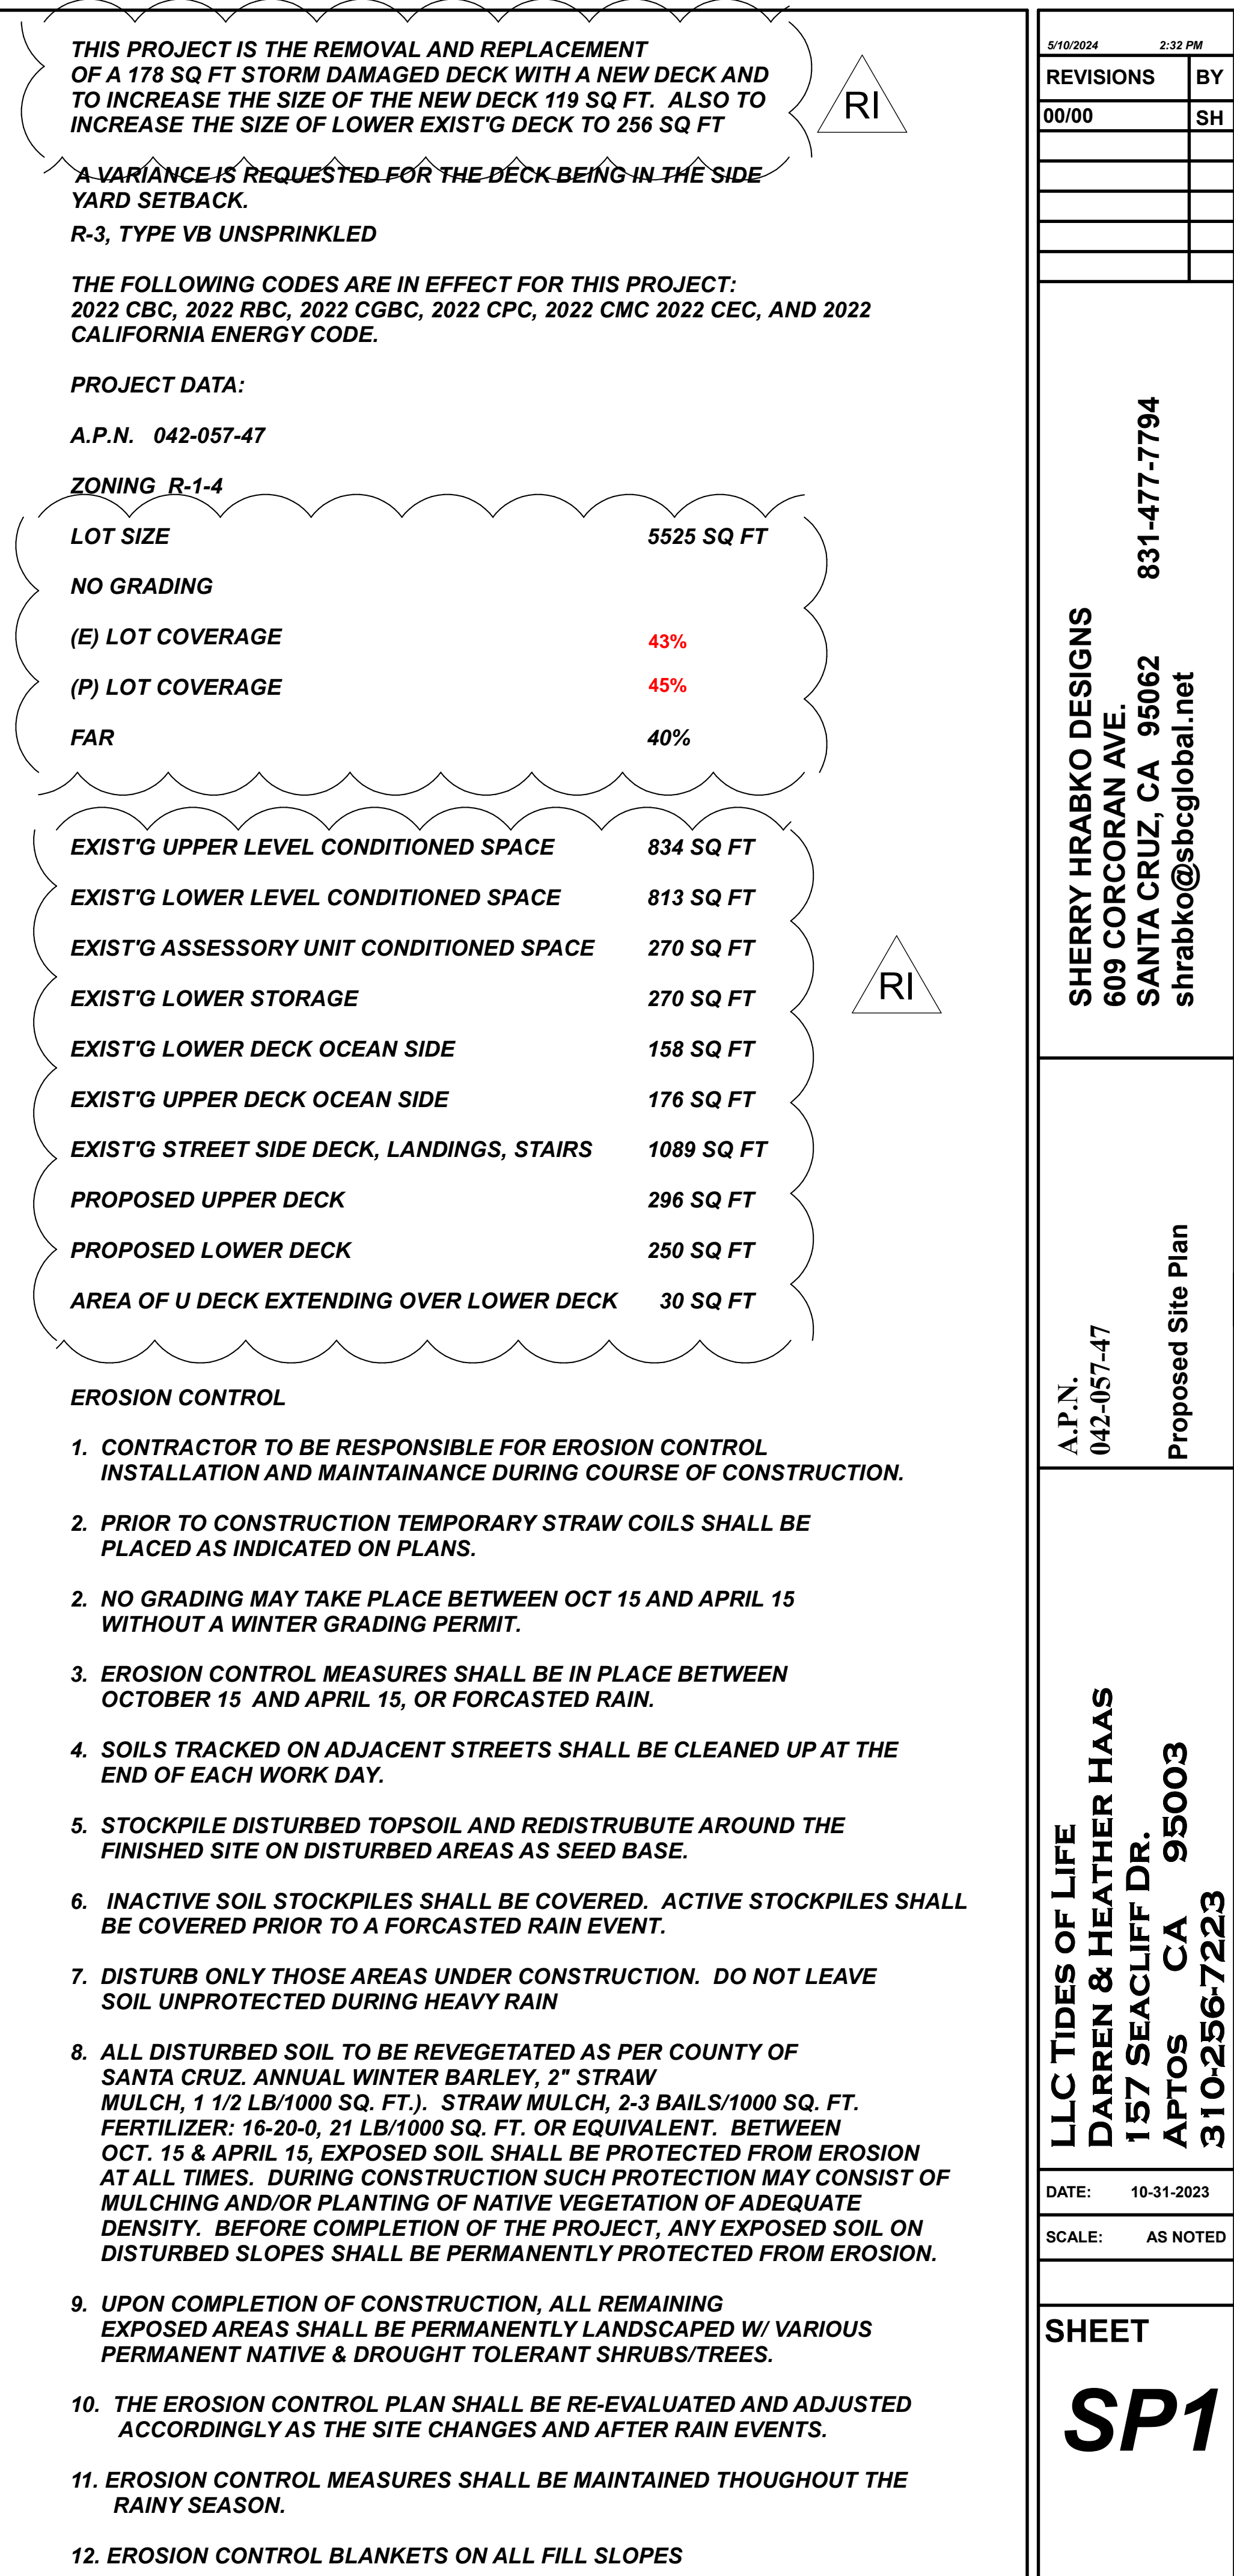 THIS PROJECT IS THE REMOVAL AND REPLACEMENT
OF A 178 SQ FT STORM DAMAGED DECK WITH A NEW DECK AND
TO INCREASE THE SIZE OF THE NEW DECK 119 SQ FT.  ALSO TO
INCREASE THE SIZE OF LOWER EXIST'G DECK TO 256 SQ FT
RI
A VARIANCE IS REQUESTED FOR THE DECK BEING IN THE SIDE
YARD SETBACK.
R-3, TYPE VB UNSPRINKLED
THE FOLLOWING CODES ARE IN EFFECT FOR THIS PROJECT:
2022 CBC, 2022 RBC, 2022 CGBC, 2022 CPC, 2022 CMC 2022 CEC, AND 2022
CALIFORNIA ENERGY CODE.
PROJECT DATA:
A.P.N.   042-057-47
ZONING  R-1-4
LOT SIZE 5525 SQ FT
NO GRADING
(E) LOT COVERAGE 43%
(P) LOT COVERAGE 45%
FAR 40%
EXIST'G UPPER LEVEL CONDITIONED SPACE 834 SQ FT
EXIST'G LOWER LEVEL CONDITIONED SPACE 813 SQ FT
EXIST'G ASSESSORY UNIT CONDITIONED SPACE 270 SQ FT
EXIST'G LOWER STORAGE 270 SQ FT
RI
EXIST'G LOWER DECK OCEAN SIDE 158 SQ FT
EXIST'G UPPER DECK OCEAN SIDE 176 SQ FT
EXIST'G STREET SIDE DECK, LANDINGS, STAIRS 1089 SQ FT
PROPOSED UPPER DECK 296 SQ FT
PROPOSED LOWER DECK 250 SQ FT
AREA OF U DECK EXTENDING OVER LOWER DECK 30 SQ FT
EROSION CONTROL
1.  CONTRACTOR TO BE RESPONSIBLE FOR EROSION CONTROL
INSTALLATION AND MAINTAINANCE DURING COURSE OF CONSTRUCTION.
2.  PRIOR TO CONSTRUCTION TEMPORARY STRAW COILS SHALL BE
PLACED AS INDICATED ON PLANS.
2.  NO GRADING MAY TAKE PLACE BETWEEN OCT 15 AND APRIL 15
WITHOUT A WINTER GRADING PERMIT.
3.  EROSION CONTROL MEASURES SHALL BE IN PLACE BETWEEN
OCTOBER 15  AND APRIL 15, OR FORCASTED RAIN.
4.  SOILS TRACKED ON ADJACENT STREETS SHALL BE CLEANED UP AT THE
END OF EACH WORK DAY.
5.  STOCKPILE DISTURBED TOPSOIL AND REDISTRUBUTE AROUND THE
FINISHED SITE ON DISTURBED AREAS AS SEED BASE.
6.  INACTIVE SOIL STOCKPILES SHALL BE COVERED.  ACTIVE STOCKPILES SHALL
BE COVERED PRIOR TO A FORCASTED RAIN EVENT.
7.  DISTURB ONLY THOSE AREAS UNDER CONSTRUCTION.  DO NOT LEAVE
SOIL UNPROTECTED DURING HEAVY RAIN
8.  ALL DISTURBED SOIL TO BE REVEGETATED AS PER COUNTY OF
SANTA CRUZ. ANNUAL WINTER BARLEY, 2" STRAW
MULCH, 1 1/2 LB/1000 SQ. FT.).  STRAW MULCH, 2-3 BAILS/1000 SQ. FT.
FERTILIZER: 16-20-0, 21 LB/1000 SQ. FT. OR EQUIVALENT.  BETWEEN
OCT. 15 & APRIL 15, EXPOSED SOIL SHALL BE PROTECTED FROM EROSION
AT ALL TIMES.  DURING CONSTRUCTION SUCH PROTECTION MAY CONSIST OF
MULCHING AND/OR PLANTING OF NATIVE VEGETATION OF ADEQUATE
DENSITY.  BEFORE COMPLETION OF THE PROJECT, ANY EXPOSED SOIL ON
DISTURBED SLOPES SHALL BE PERMANENTLY PROTECTED FROM EROSION.
9.  UPON COMPLETION OF CONSTRUCTION, ALL REMAINING
EXPOSED AREAS SHALL BE PERMANENTLY LANDSCAPED W/ VARIOUS
PERMANENT NATIVE & DROUGHT TOLERANT SHRUBS/TREES.
10.  THE EROSION CONTROL PLAN SHALL BE RE-EVALUATED AND ADJUSTED
ACCORDINGLY AS THE SITE CHANGES AND AFTER RAIN EVENTS.
11. EROSION CONTROL MEASURES SHALL BE MAINTAINED THOUGHOUT THE
RAINY SEASON.
12. EROSION CONTROL BLANKETS ON ALL FILL SLOPES
5/10/2024 2:32 PM
REVISIONS BY
00/00 SH
SHERRY HRABKO DESIGNS
609 CORCORAN AVE.
SANTA CRUZ, CA  95062 831-477-7794
shrabko@sbcglobal.net
A.P.N.
042-057-47
Proposed Site Plan
LLC TIDES OF LIFE
DARREN & HEATHER HAAS
157 SEACLIFF DR.
APTOS CA 95003
310-256-7223
DATE: 10-31-2023
SCALE: AS NOTED
SHEET
SP1